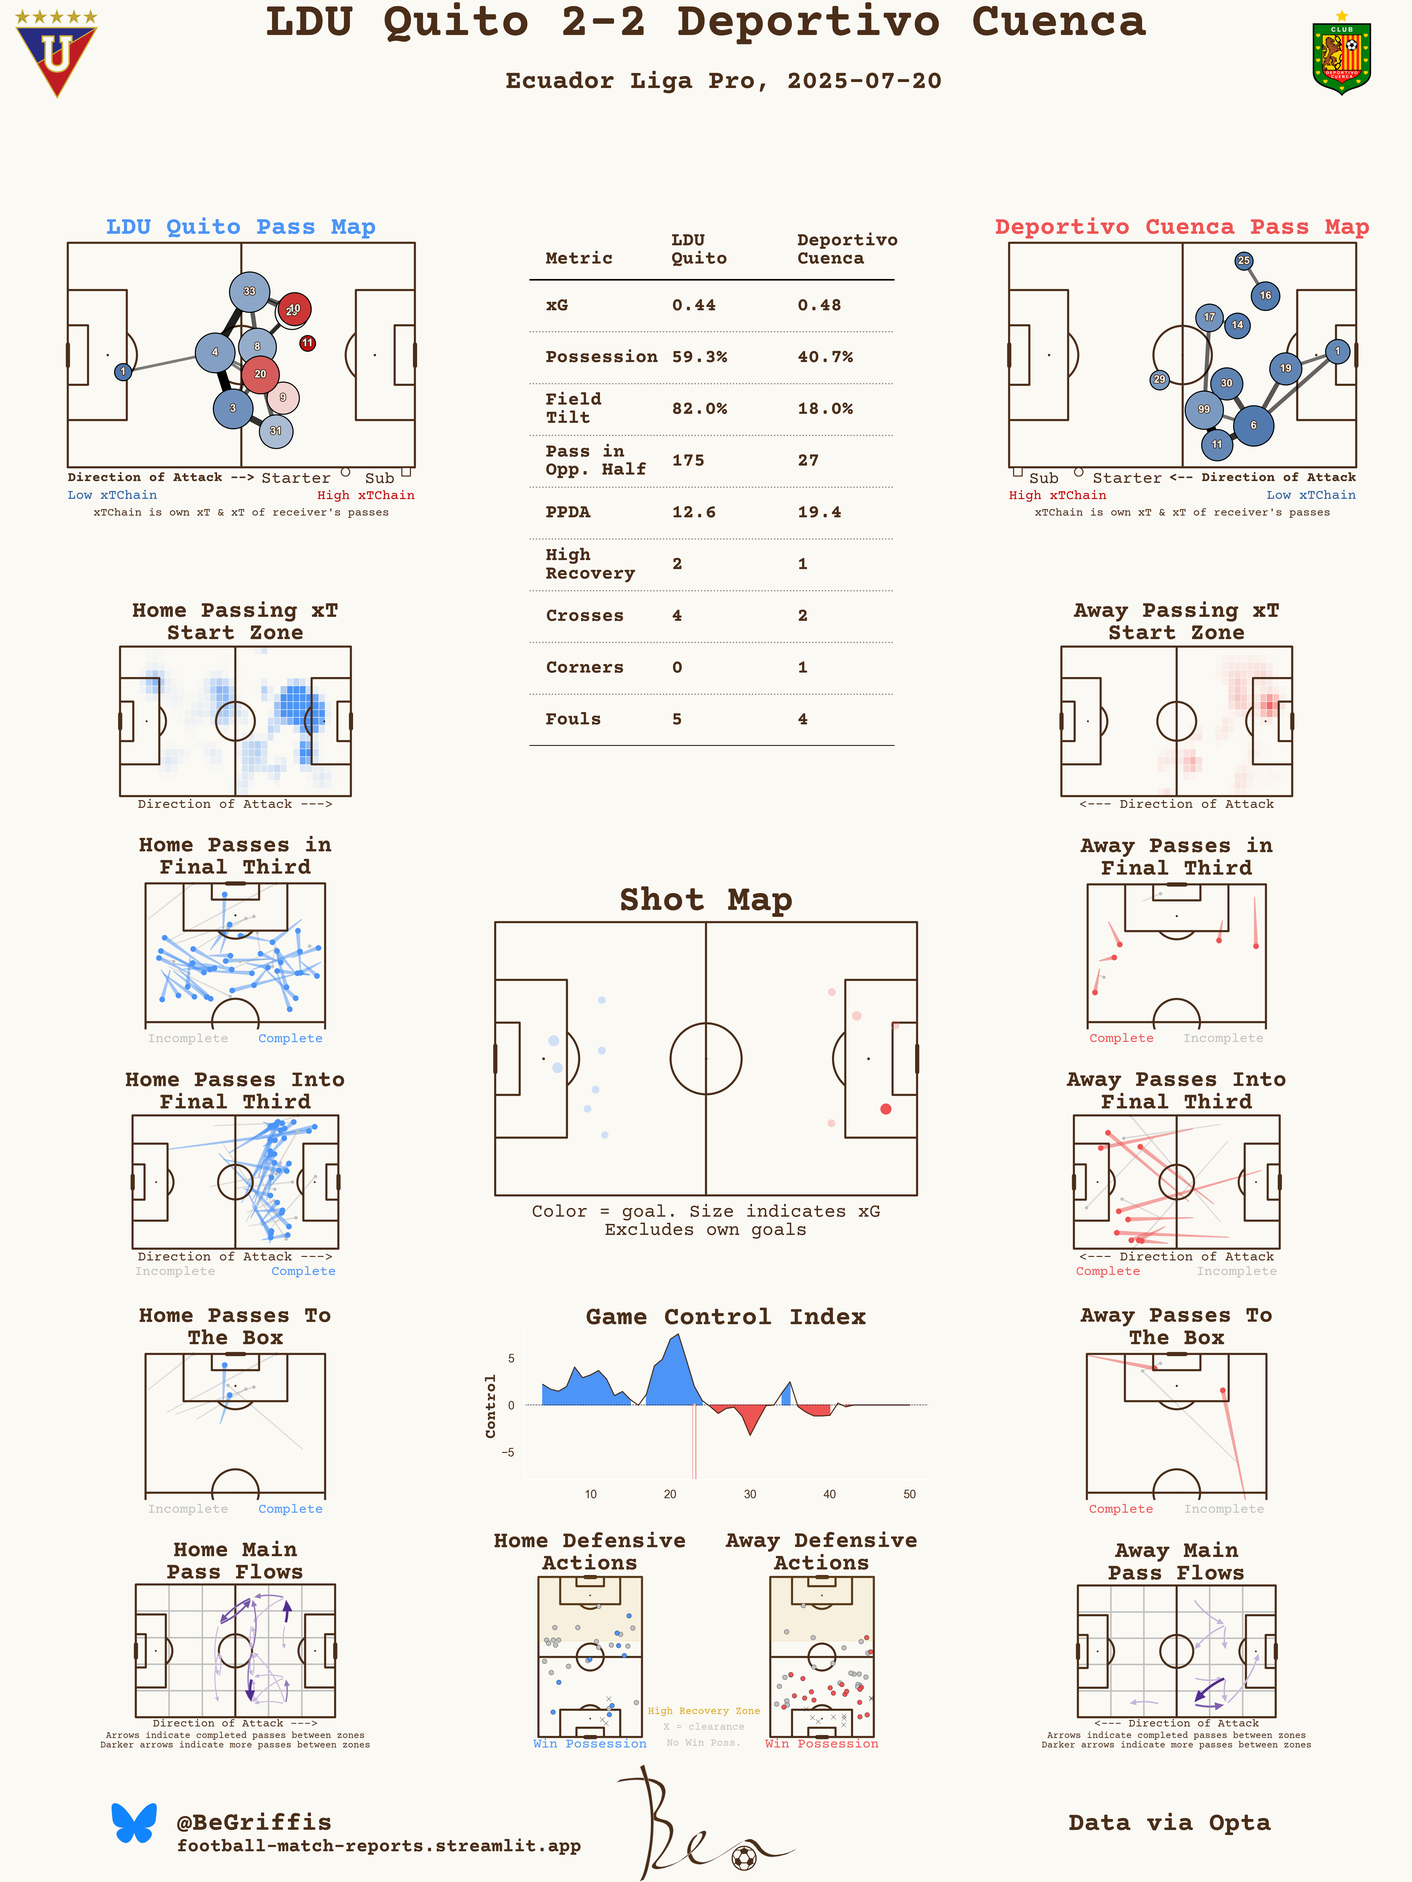 LDU Quito 2-2 Deportivo Cuenca
Ecuador Liga Pro, 2025-07-20
U
CLUB
DEPORTIVO
CUENCA
LDU Quito Pass Map
33
10
8
11
4
1
20
9
3
31
Direction of Attack --> Starter Sub
Low xTChain High xTChain
xTChain is own xT & xT of receiver's passes
Metric LDU Quito Deportivo Cuenca
xG 0.44 0.48
Possession 59.3% 40.7%
Field Tilt 82.0% 18.0%
Pass in Opp. Half 175 27
PPDA 12.6 19.4
High Recovery 2 1
Crosses 4 2
Corners 0 1
Fouls 5 4
Deportivo Cuenca Pass Map
25
16
17
14
1
19
29
30
99
6
11
Sub Starter <-- Direction of Attack
High xTChain Low xTChain
xTChain is own xT & xT of receiver's passes
Home Passing xT
Start Zone
Direction of Attack --->
Away Passing xT
Start Zone
<--- Direction of Attack
Home Passes in
Final Third
Incomplete Complete
Away Passes in
Final Third
Complete Incomplete
Shot Map
Color = goal. Size indicates xG
Excludes own goals
Home Passes Into
Final Third
Direction of Attack --->
Incomplete Complete
Away Passes Into
Final Third
<--- Direction of Attack
Complete Incomplete
Home Passes To
The Box
Incomplete Complete
Game Control Index
Control
5
0
−5
10 20 30 40 50
Away Passes To
The Box
Complete Incomplete
Home Main
Pass Flows
Direction of Attack --->
Arrows indicate completed passes between zones
Darker arrows indicate more passes between zones
Home Defensive
Actions
Win Possession
High Recovery Zone
X = clearance
No Win Poss.
Away Defensive
Actions
Win Possession
Away Main
Pass Flows
<--- Direction of Attack
Arrows indicate completed passes between zones
Darker arrows indicate more passes between zones
@BeGriffis
football-match-reports.streamlit.app
Ben
Data via Opta